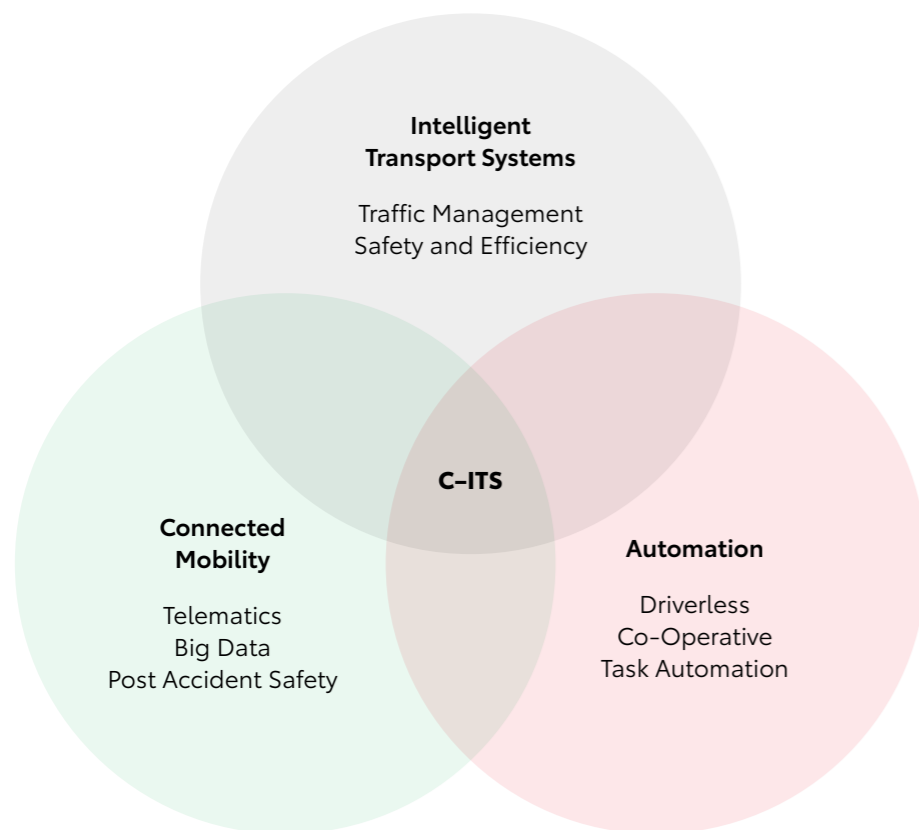 Intelligent
Transport Systems
Traffic Management
Safety and Efficiency
C–ITS
Connected
Mobility
Telematics
Big Data
Post Accident Safety
Automation
Driverless
Co-Operative
Task Automation